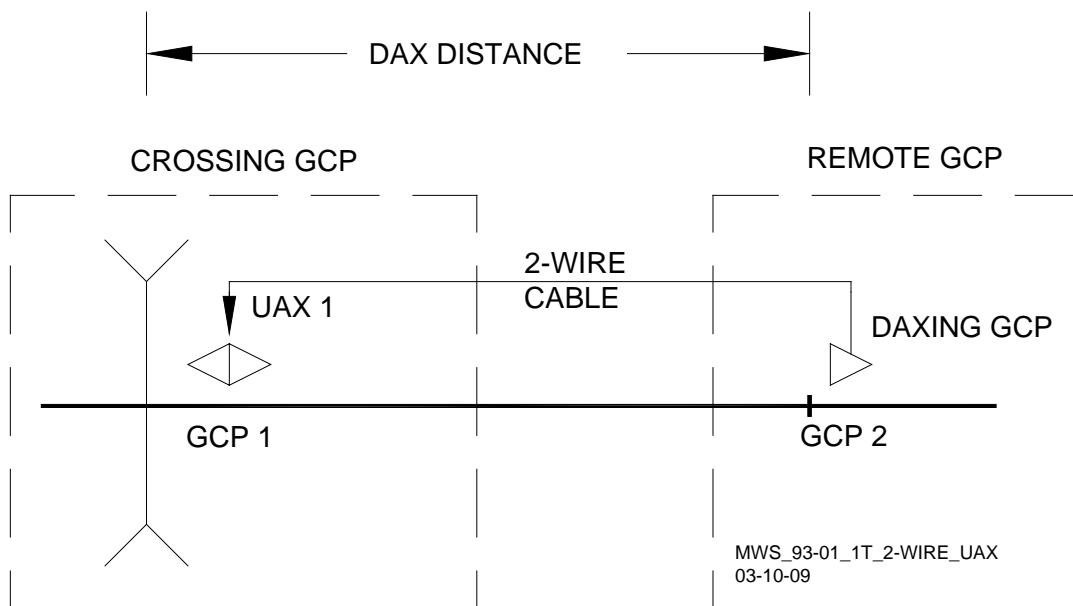 DAX DISTANCE
CROSSING GCP
REMOTE GCP
2-WIRE
CABLE
UAX 1
DAXING GCP
GCP 1
GCP 2
MWS_93-01_1T_2-WIRE_UAX
03-10-09